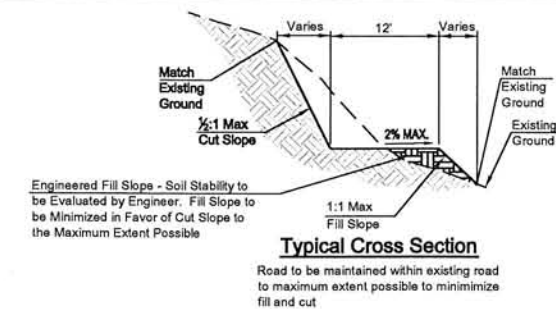 Varies
12'
Varies
Match
Existing
Ground
½:1 Max
Cut Slope
2% MAX.
Match
Existing
Ground
Existing
Ground
Engineered Fill Slope - Soil Stability to
be Evaluated by Engineer. Fill Slope to
be Minimized in Favor of Cut Slope to
the Maximum Extent Possible
1:1 Max
Fill Slope
Typical Cross Section
Road to be maintained within existing road
to maximum extent possible to minimimize
fill and cut